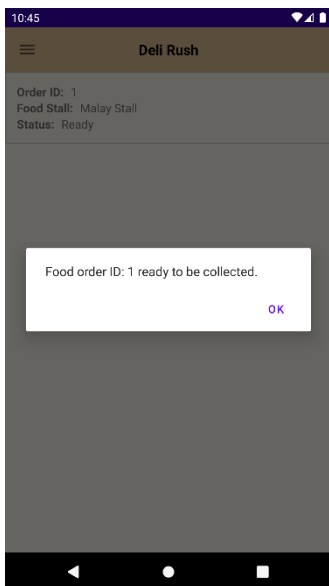 10:45
Deli Rush
Order ID: 1
Food Stall: Malay Stall
Status: Ready
Food order ID: 1 ready to be collected.
OK